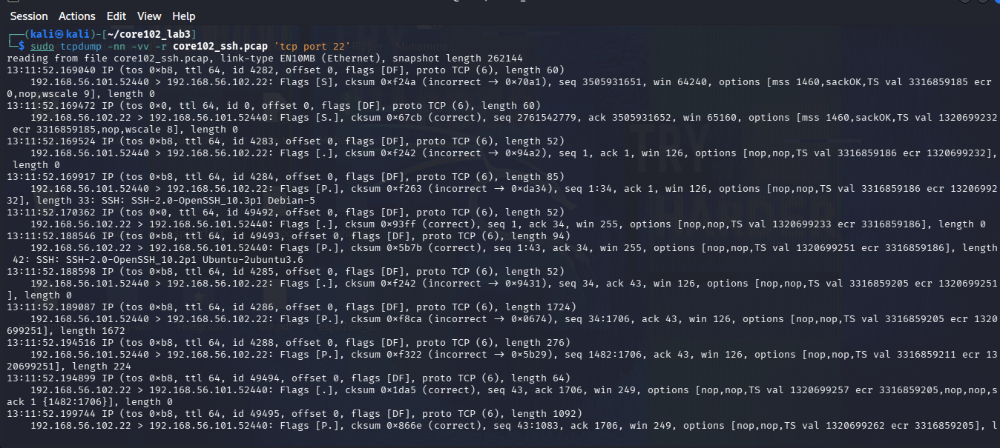 Session Actions Edit View Help
┌──(kali㉿kali)-[~/core102_lab3]
└─$ sudo tcpdump -nn -vv -r core102_ssh.pcap 'tcp port 22'
reading from file core102_ssh.pcap, link-type EN10MB (Ethernet), snapshot length 262144
13:11:52.169040 IP (tos 0×b8, ttl 64, id 4282, offset 0, flags [DF], proto TCP (6), length 60)
192.168.56.101.52440 > 192.168.56.102.22: Flags [S], cksum 0×f24a (incorrect → 0×70a1), seq 3505931651, win 64240, options [mss 1460,sackOK,TS val 3316859185 ecr
0,nop,wscale 9], length 0
13:11:52.169472 IP (tos 0×0, ttl 64, id 0, offset 0, flags [DF], proto TCP (6), length 60)
192.168.56.102.22 > 192.168.56.101.52440: Flags [S.], cksum 0×67cb (correct), seq 2761542779, ack 3505931652, win 65160, options [mss 1460,sackOK,TS val 1320699232
ecr 3316859185,nop,wscale 8], length 0
13:11:52.169524 IP (tos 0×b8, ttl 64, id 4283, offset 0, flags [DF], proto TCP (6), length 52)
192.168.56.101.52440 > 192.168.56.102.22: Flags [.], cksum 0×f242 (incorrect → 0×94a2), seq 1, ack 1, win 126, options [nop,nop,TS val 3316859186 ecr 1320699232],
length 0
13:11:52.169917 IP (tos 0×b8, ttl 64, id 4284, offset 0, flags [DF], proto TCP (6), length 85)
192.168.56.101.52440 > 192.168.56.102.22: Flags [P.], cksum 0×f263 (incorrect → 0×da34), seq 1:34, ack 1, win 126, options [nop,nop,TS val 3316859186 ecr 13206992
32], length 33: SSH: SSH-2.0-OpenSSH_10.3p1 Debian-5
13:11:52.170362 IP (tos 0×0, ttl 64, id 49492, offset 0, flags [DF], proto TCP (6), length 52)
192.168.56.102.22 > 192.168.56.101.52440: Flags [.], cksum 0×93ff (correct), seq 1, ack 34, win 255, options [nop,nop,TS val 1320699233 ecr 3316859186], length 0
13:11:52.188546 IP (tos 0×b8, ttl 64, id 49493, offset 0, flags [DF], proto TCP (6), length 94)
192.168.56.102.22 > 192.168.56.101.52440: Flags [P.], cksum 0×5b7b (correct), seq 1:43, ack 34, win 255, options [nop,nop,TS val 1320699251 ecr 3316859186], length
42: SSH: SSH-2.0-OpenSSH_10.2p1 Ubuntu-2ubuntu3.6
13:11:52.188598 IP (tos 0×b8, ttl 64, id 4285, offset 0, flags [DF], proto TCP (6), length 52)
192.168.56.101.52440 > 192.168.56.102.22: Flags [.], cksum 0×f242 (incorrect → 0×9431), seq 34, ack 43, win 126, options [nop,nop,TS val 3316859205 ecr 1320699251
], length 0
13:11:52.189087 IP (tos 0×b8, ttl 64, id 4286, offset 0, flags [DF], proto TCP (6), length 1724)
192.168.56.101.52440 > 192.168.56.102.22: Flags [P.], cksum 0×f8ca (incorrect → 0×0674), seq 34:1706, ack 43, win 126, options [nop,nop,TS val 3316859205 ecr 1320
699251], length 1672
13:11:52.194516 IP (tos 0×b8, ttl 64, id 4288, offset 0, flags [DF], proto TCP (6), length 276)
192.168.56.101.52440 > 192.168.56.102.22: Flags [P.], cksum 0×f322 (incorrect → 0×5b29), seq 1482:1706, ack 43, win 126, options [nop,nop,TS val 3316859211 ecr 13
20699251], length 224
13:11:52.194899 IP (tos 0×b8, ttl 64, id 49494, offset 0, flags [DF], proto TCP (6), length 64)
192.168.56.102.22 > 192.168.56.101.52440: Flags [.], cksum 0×1da5 (correct), seq 43, ack 1706, win 249, options [nop,nop,TS val 1320699257 ecr 3316859205,nop,nop,s
ack 1 {1482:1706}], length 0
13:11:52.199744 IP (tos 0×b8, ttl 64, id 49495, offset 0, flags [DF], proto TCP (6), length 1092)
192.168.56.102.22 > 192.168.56.101.52440: Flags [P.], cksum 0×866e (correct), seq 43:1083, ack 1706, win 249, options [nop,nop,TS val 1320699262 ecr 3316859205], l
TRY
HARDER